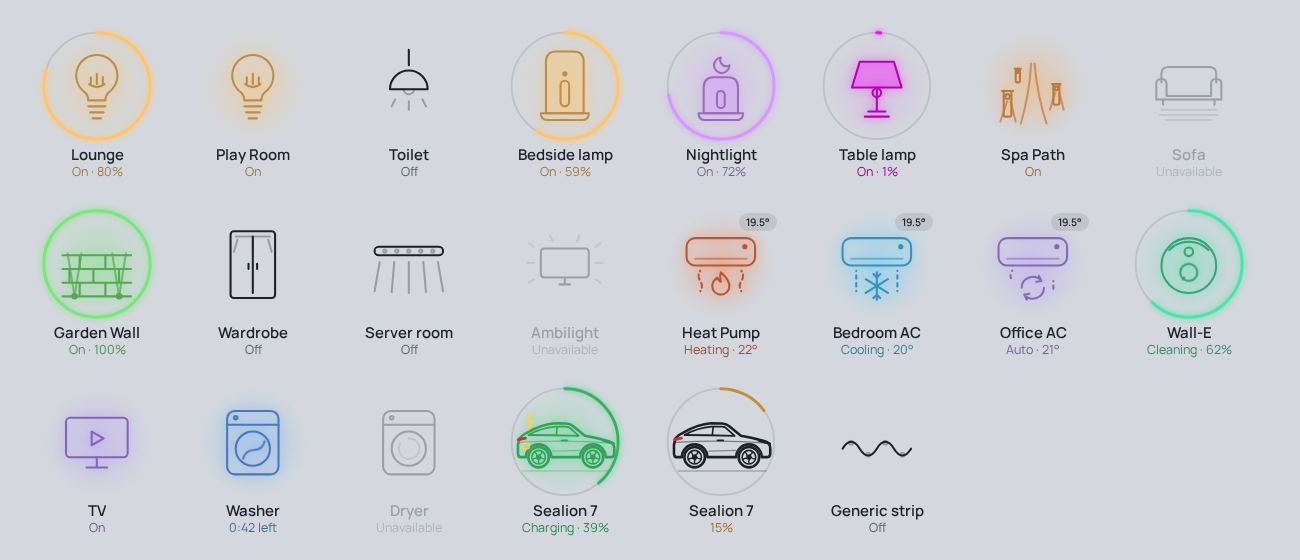 Lounge
On · 80%
Play Room
On
Toilet
Off
Bedside lamp
On · 59%
Nightlight
On · 72%
Table lamp
On · 1%
Spa Path
On
Sofa
Unavailable
Garden Wall
On · 100%
Wardrobe
Off
Server room
Off
Ambilight
Unavailable
19.5°
Heat Pump
Heating · 22°
19.5°
Bedroom AC
Cooling · 20°
19.5°
Office AC
Auto · 21°
Wall-E
Cleaning · 62%
TV
On
Washer
0:42 left
Dryer
Unavailable
Sealion 7
Charging · 39%
Sealion 7
15%
Generic strip
Off